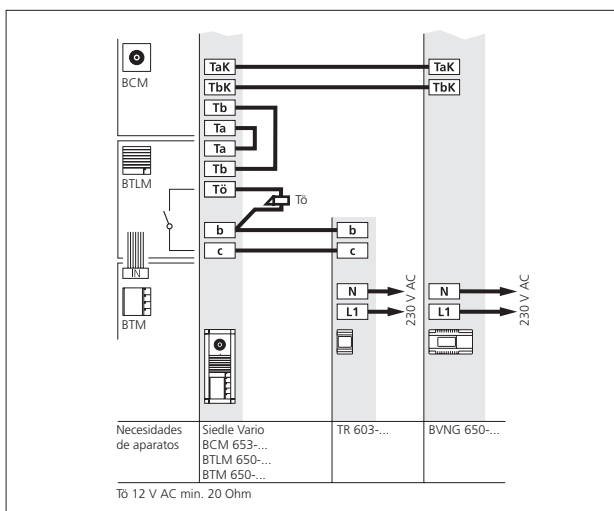 BCM
TaK
TaK
TbK
TbK
Tb
Ta
Ta
BTLM
Tb
Tö
Tö
b
b
c
c
IN
BTM
N
L1
230 V AC
N
L1
230 V AC
Necesidades
de aparatos
Siedle Vario
BCM 653-...
BTLM 650-...
BTM 650-...
TR 603-...
BVNG 650-...
Tö 12 V AC min. 20 Ohm